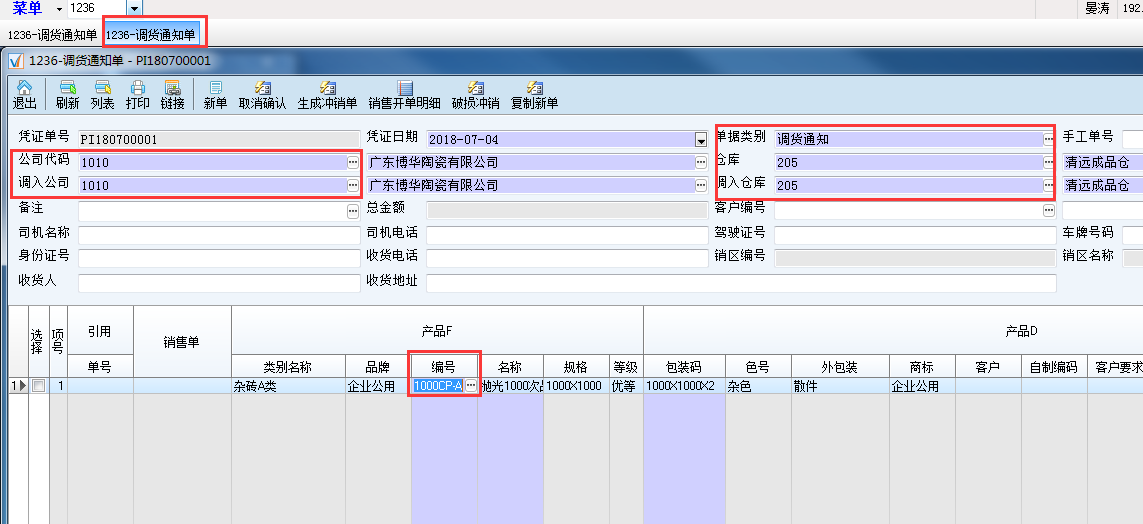 菜单 1236 晏涛 192.
1236-调货通知单 1236-调货通知单
1236-调货通知单 - PI180700001
退出 刷新 列表 打印 链接 新单 取消确认 生成冲销单 销售开单明细 破损冲销 复制新单
凭证单号 PI180700001 凭证日期 2018-07-04 单据类别 调货通知 手工单号
公司代码 1010 广东博华陶瓷有限公司 仓库 205 清远成品仓
调入公司 1010 广东博华陶瓷有限公司 调入仓库 205 清远成品仓
备注 总金额 客户编号
司机名称 司机电话 驾驶证号 车牌号码
身份证号 收货电话 销区编号 销区名称
收货人 收货地址
选择 项号 引用 销售单 产品F 产品D
单号 类别名称 品牌 编号 名称 规格 等级 包装码 色号 外包装 商标 客户 自制编码 客户要求
1 1 杂砖A类 企业公用 1000CP-A 抛光1000次品 1000X1000 优等 1000X1000X2 杂色 散件 企业公用